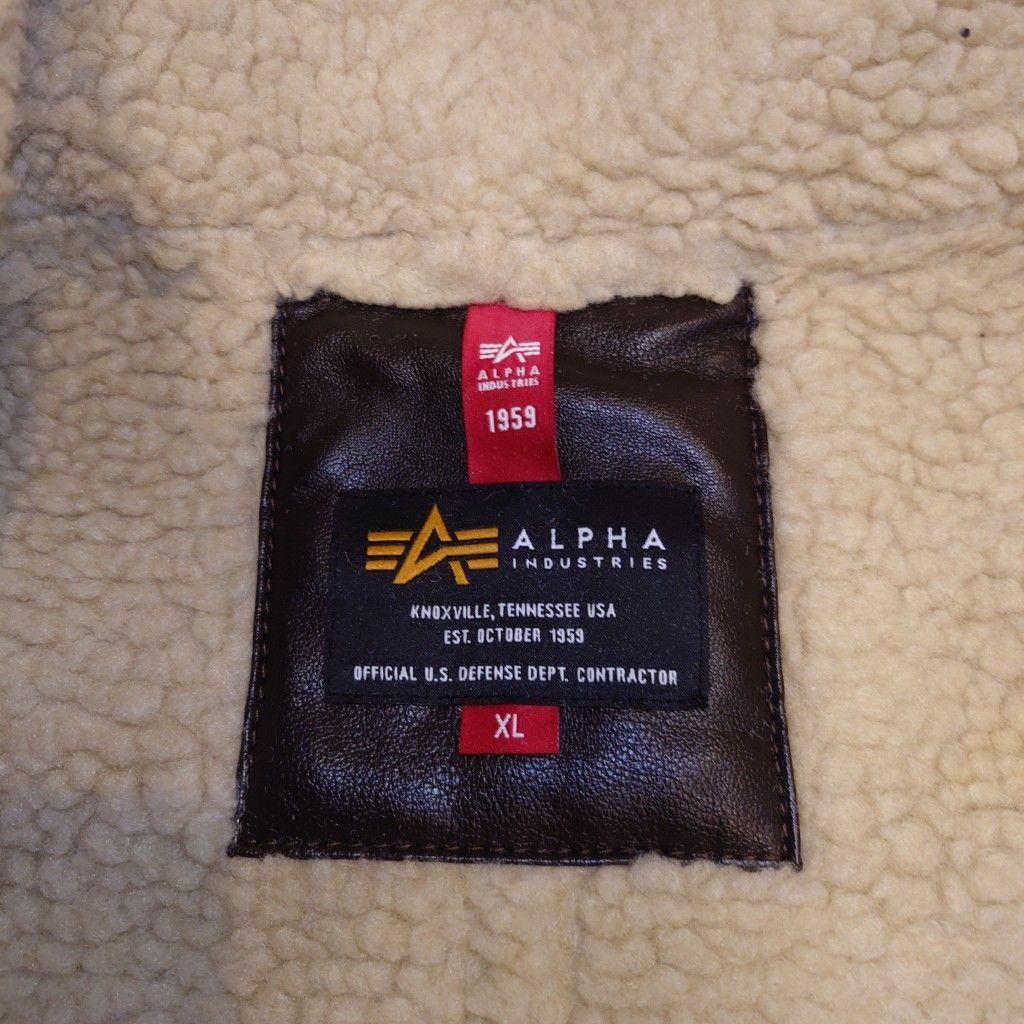 ALPHA
INDUSTRIES
1959
ALPHA
INDUSTRIES
KNOXVILLE, TENNESSEE USA
EST. OCTOBER 1959
OFFICIAL U.S. DEFENSE DEPT. CONTRACTOR
XL